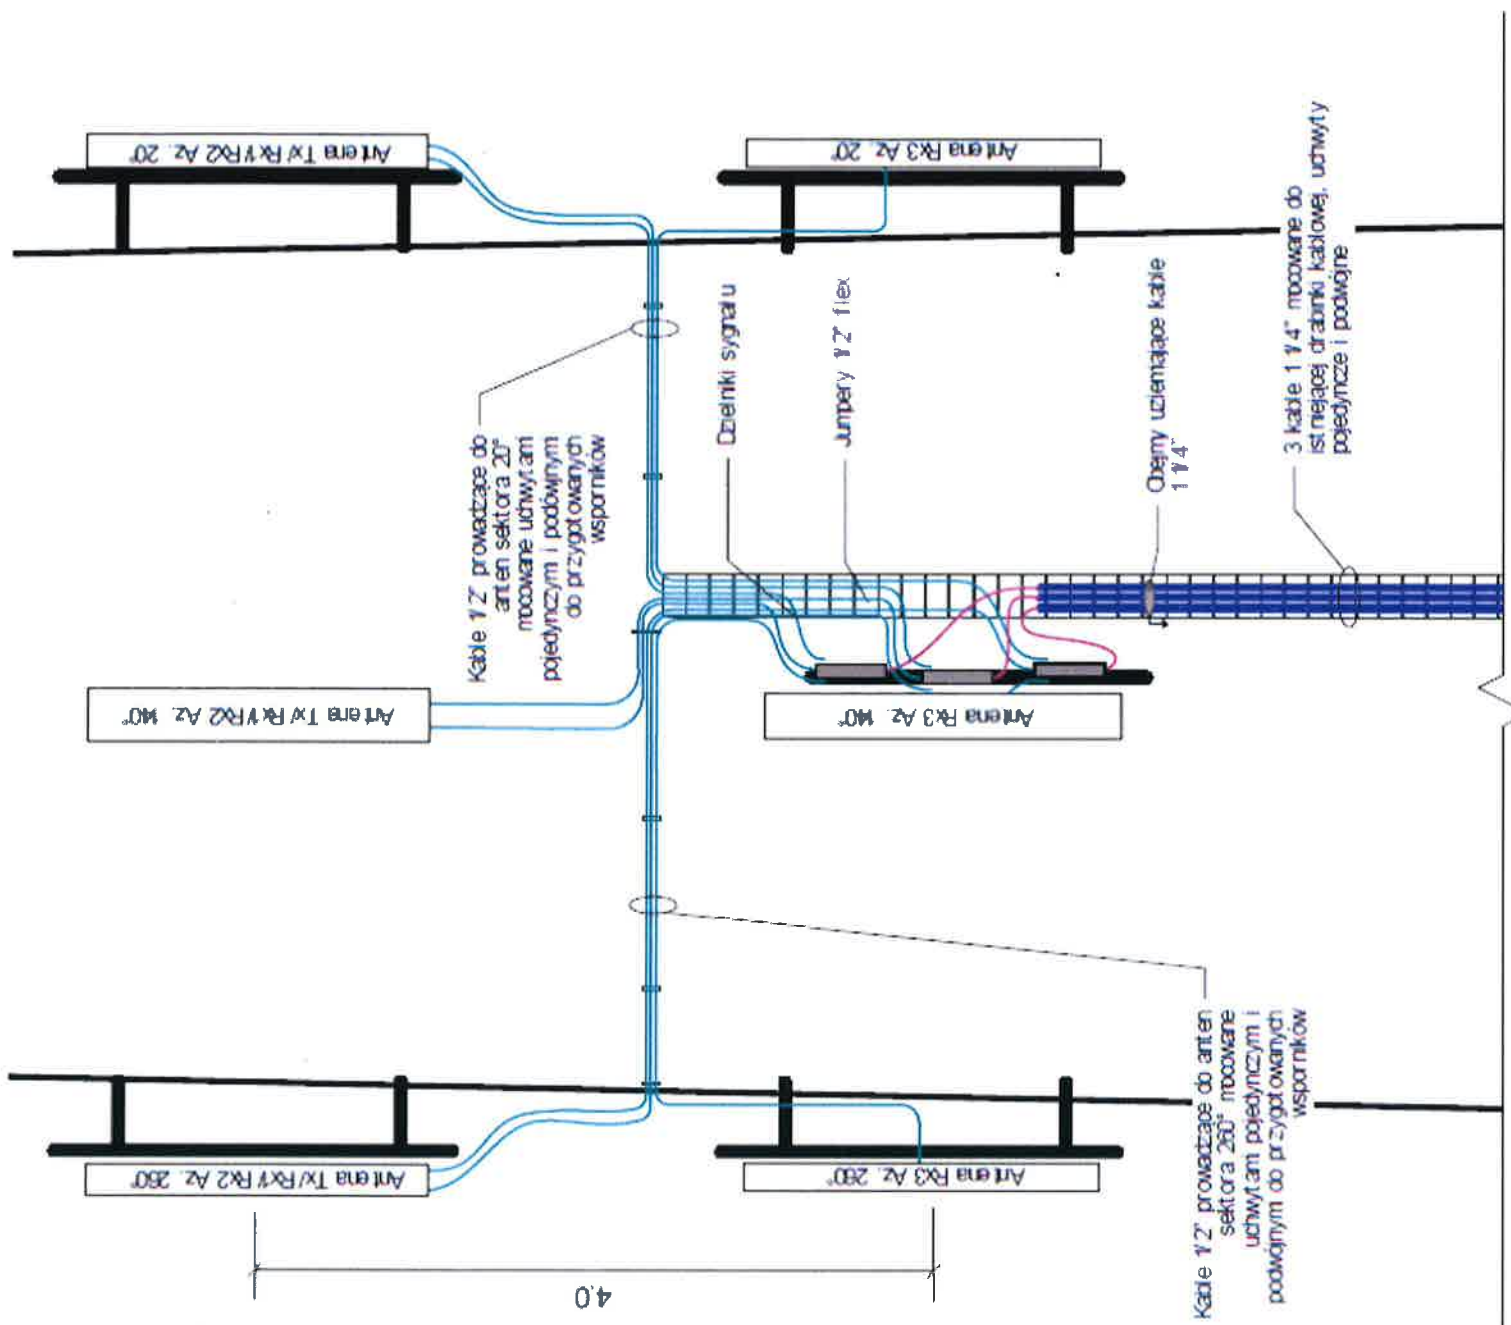 Antena Tx/Rx1/Rx2 Az. 20°
Antena Rx3 Az. 20°
Kable 1/2" prowadzące do
anten sektora 20°
mocowane uchwytami
pojedynczym i podówjnym
do przygotowanych
wsporników
Dzielniki sygnału
Jumpery 1/2" flex
Obejmy uziemiające kable
1 1/4"
3 kable 1 1/4" mocowane do
istniejącej drabinki kablowej, uchwyty
pojedyncze i podwójne
Antena Tx/Rx1/Rx2 Az. 140°
Antena Rx3 Az. 140°
Antena Tx/Rx1/Rx2 Az. 260°
Antena Rx3 Az. 260°
Kable 1/2" prowadzące do anten
sektora 260° mocowane
uchwytam pojedynczym i
podwójnym do przygotowanych
wsporników
4.0